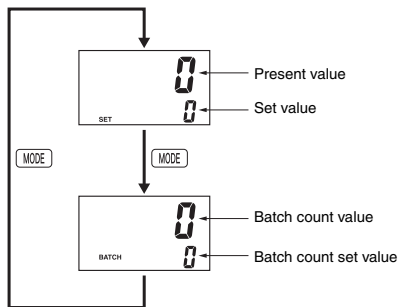 0
Present value
0
Set value
SET
MODE
MODE
0
Batch count value
BATCH
0
Batch count set value